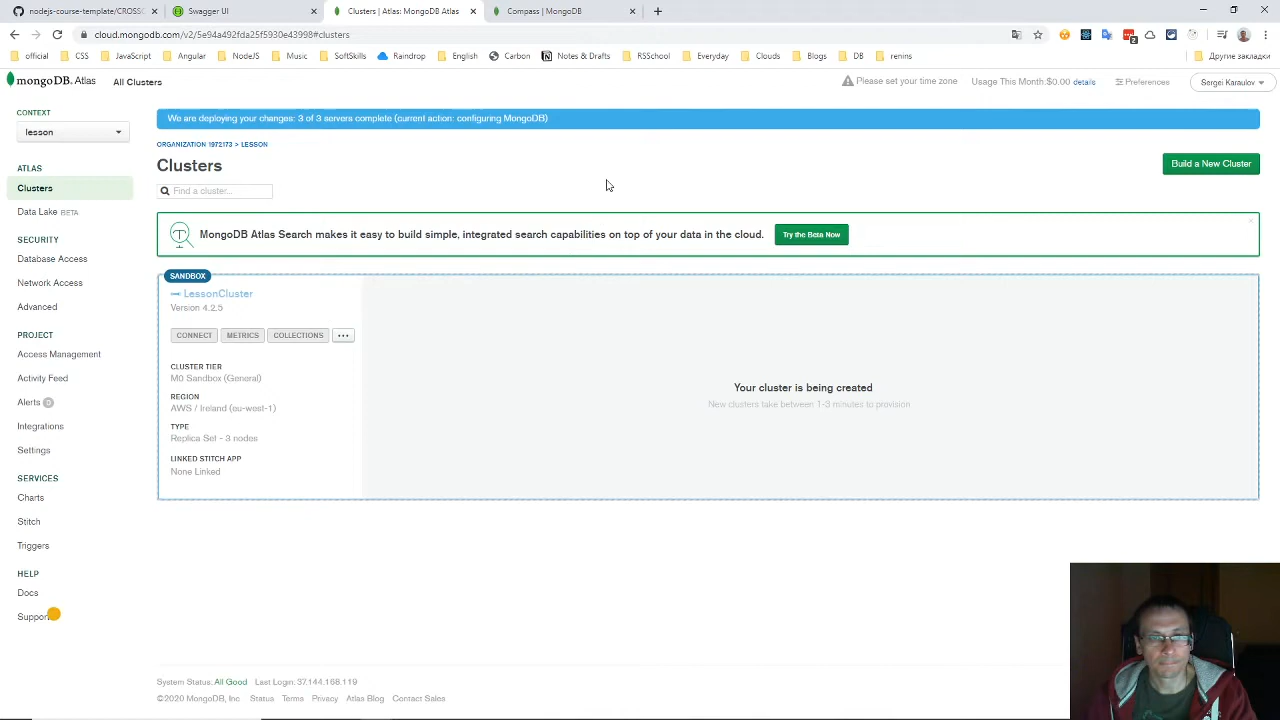 nodejs-course-template/CROSSC
Swagger UI
Clusters | Atlas: MongoDB Atlas
Compass | MongoDB
cloud.mongodb.com/v2/5e94a492fda25f5930e43998#clusters
official
CSS
JavaScript
Angular
NodeJS
Music
SoftSkills
Raindrop
English
Carbon
Notes & Drafts
RSSchool
Everyday
Clouds
Blogs
DB
renins
Другие закладки
mongoDB. Atlas
All Clusters
Please set your time zone
Usage This Month:$0.00 details
Preferences
Sergei Karaulov
CONTEXT
lesson
We are deploying your changes: 3 of 3 servers complete (current action: configuring MongoDB)
ORGANIZATION 1972173 > LESSON
Clusters
Build a New Cluster
Find a cluster...
ATLAS
Clusters
Data Lake BETA
SECURITY
Database Access
Network Access
Advanced
PROJECT
Access Management
Activity Feed
Alerts 0
Integrations
Settings
SERVICES
Charts
Stitch
Triggers
HELP
Docs
Support
MongoDB Atlas Search makes it easy to build simple, integrated search capabilities on top of your data in the cloud.
Try the Beta Now
SANDBOX
LessonCluster
Version 4.2.5
CONNECT
METRICS
COLLECTIONS
...
CLUSTER TIER
M0 Sandbox (General)
REGION
AWS / Ireland (eu-west-1)
TYPE
Replica Set - 3 nodes
LINKED STITCH APP
None Linked
Your cluster is being created
New clusters take between 1-3 minutes to provision
System Status: All Good Last Login: 37.144.168.119
©2020 MongoDB, Inc Status Terms Privacy Atlas Blog Contact Sales